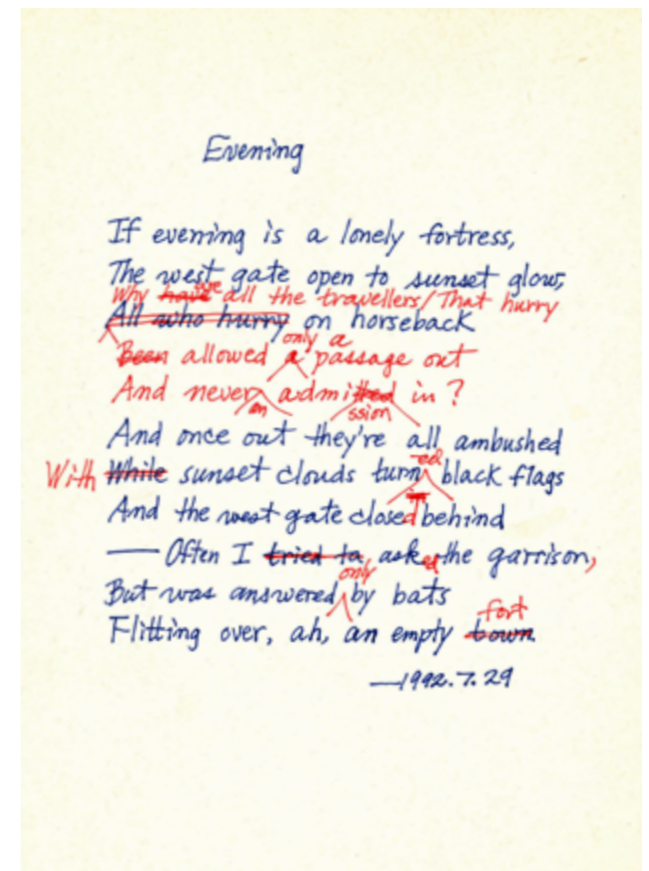 Evening
If evening is a lonely fortress,
The west gate open to sunset glow,
Why have are all the travellers/That hurry
All who hurry on horseback
Been allowed only a a passage out
And never an admitted ssion in?
And once out they're all ambushed
With While sunset clouds turn ed black flags
And the west gate closed behind
—— Often I tried to asked the garrison,
only
But was answered by bats
fort
Flitting over, ah, an empty town
—1992.7.29